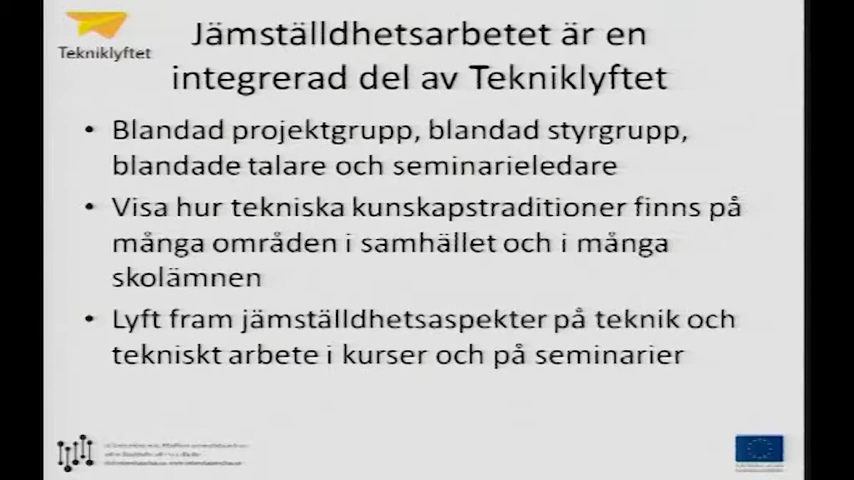 Tekniklyftet
Jämställdhetsarbetet är en
integrerad del av Tekniklyftet
• Blandad projektgrupp, blandad styrgrupp,
blandade talare och seminarieledare
• Visa hur tekniska kunskapstraditioner finns på
många områden i samhället och i många
skolämnen
• Lyft fram jämställdhetsaspekter på teknik och
tekniskt arbete i kurser och på seminarier